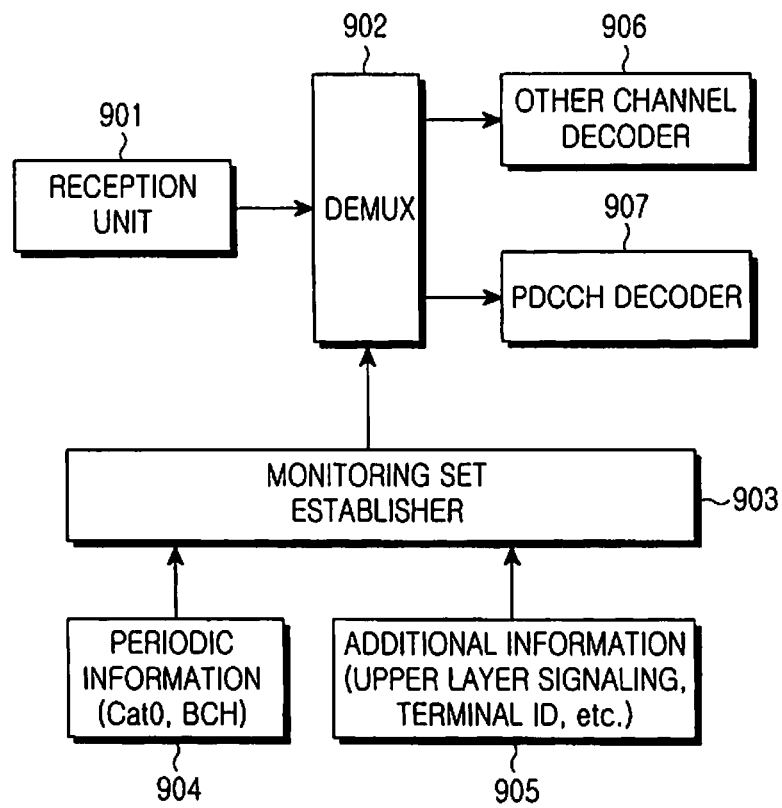 902
906
901
OTHER CHANNEL
DECODER
RECEPTION
UNIT
DEMUX
907
PDCCH DECODER
MONITORING SET
ESTABLISHER
903
PERIODIC
INFORMATION
(Cat0, BCH)
ADDITIONAL INFORMATION
(UPPER LAYER SIGNALING,
TERMINAL ID, etc.)
904
905